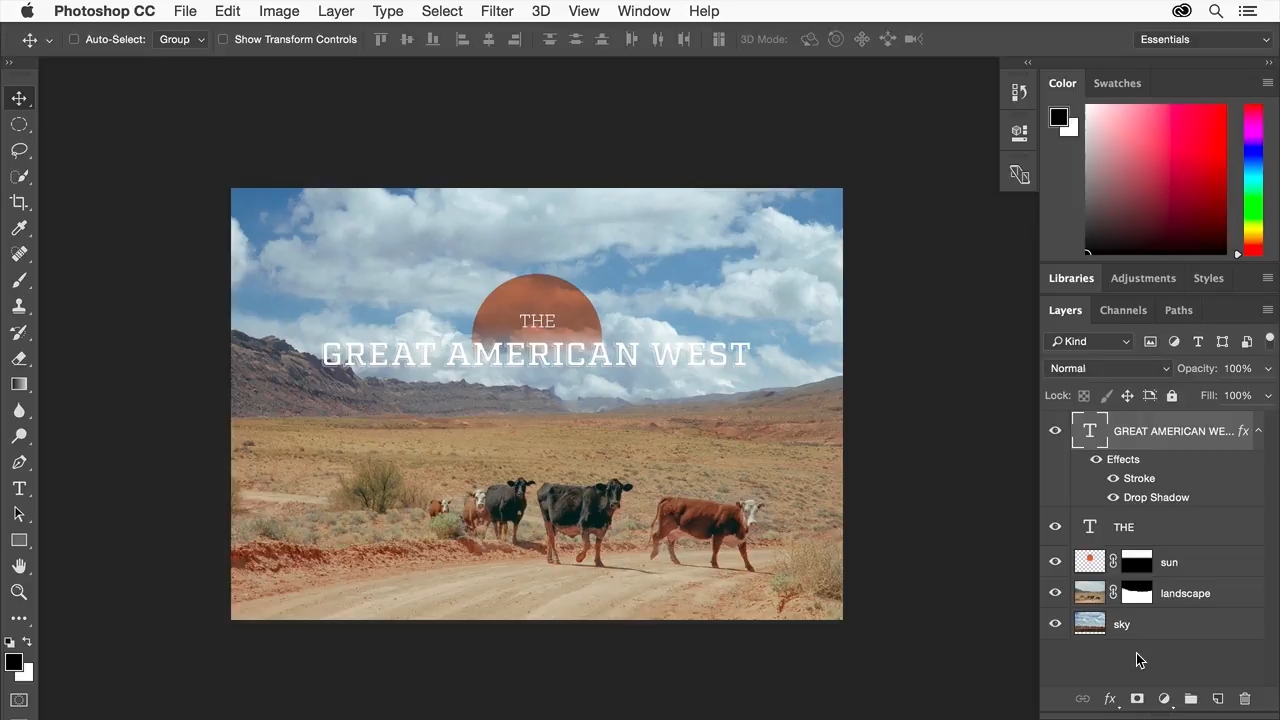 Photoshop CC File Edit Image Layer Type Select Filter 3D View Window Help
Auto-Select: Group Show Transform Controls 3D Mode: Essentials
Color Swatches
Libraries Adjustments Styles
Layers Channels Paths
Kind
Normal Opacity: 100%
Lock: Fill: 100%
T GREAT AMERICAN WE... fx
Effects
Stroke
Drop Shadow
T THE
sun
landscape
sky
fx
THE
GREAT AMERICAN WEST